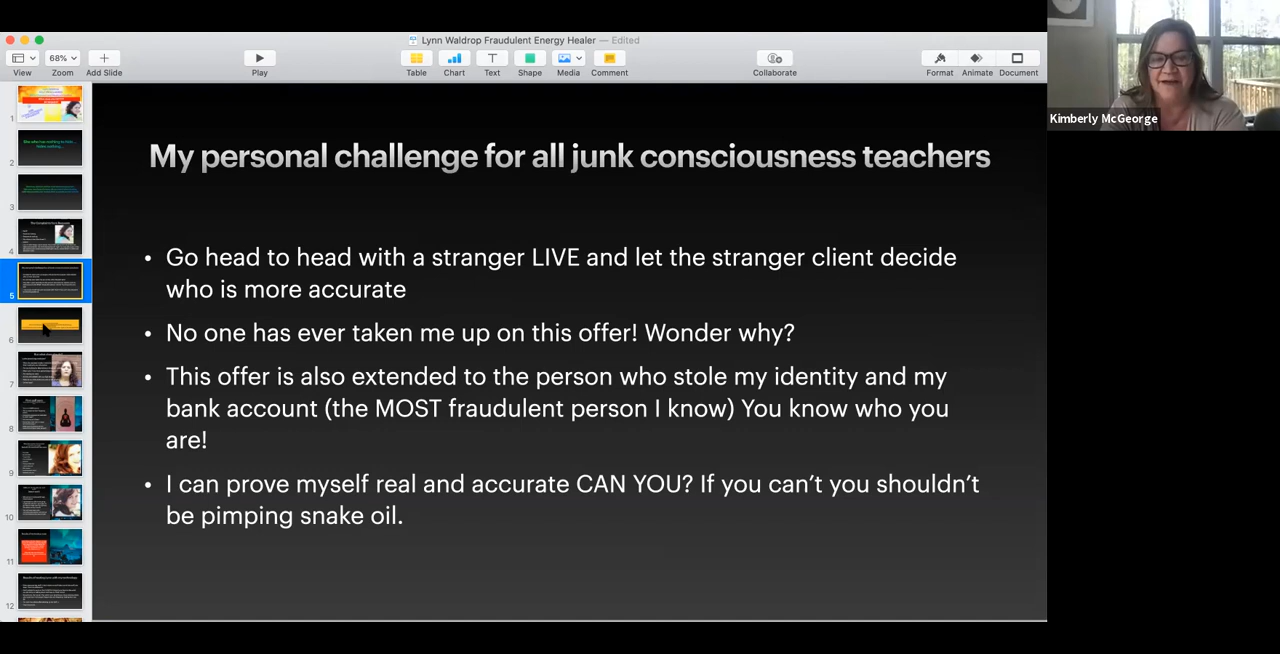 Lynn Waldrop Fraudulent Energy Healer — Edited
68%
View
Zoom
Add Slide
Play
Table
Chart
Text
Shape
Media
Comment
Collaborate
Format
Animate
Document
Kimberly McGeorge
1
2
3
4
5
6
7
8
9
10
11
12
My personal challenge for all junk consciousness teachers
• Go head to head with a stranger LIVE and let the stranger client decide
who is more accurate
• No one has ever taken me up on this offer! Wonder why?
• This offer is also extended to the person who stole my identity and my
bank account (the MOST fraudulent person I know) You know who you
are!
• I can prove myself real and accurate CAN YOU? If you can’t you shouldn’t
be pimping snake oil.